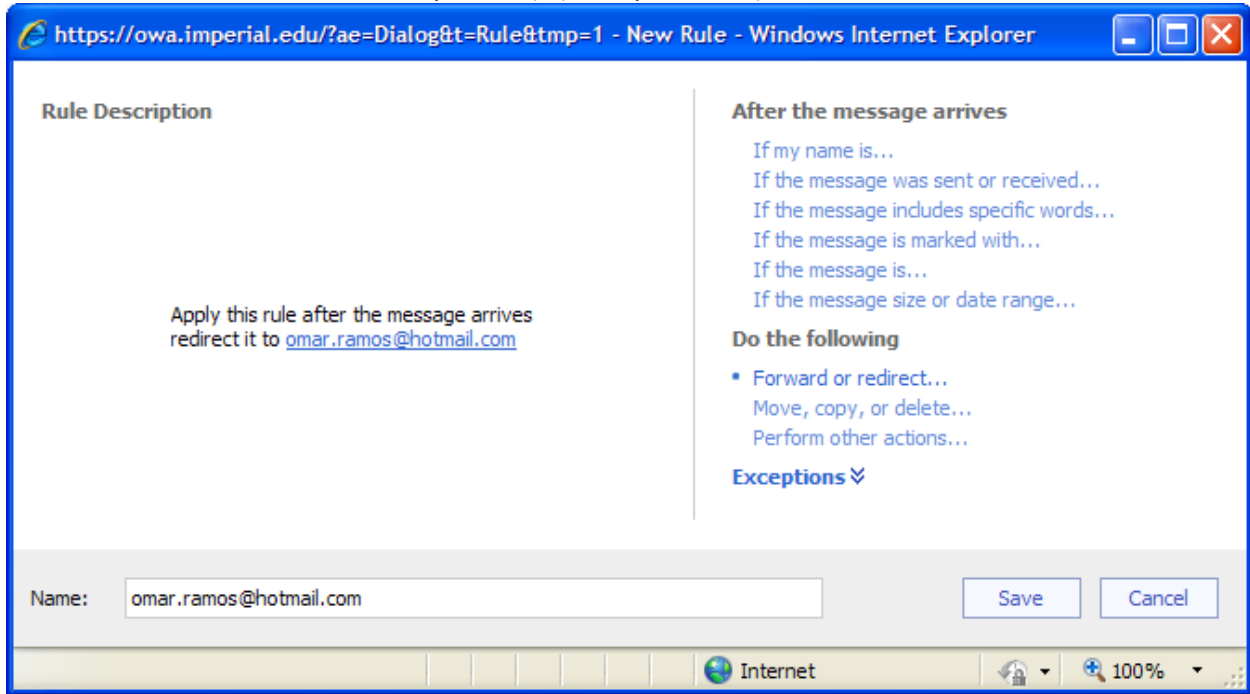 https://owa.imperial.edu/?ae=Dialog&t=Rule&tmp=1 - New Rule - Windows Internet Explorer
Rule Description
Apply this rule after the message arrives
redirect it to omar.ramos@hotmail.com
After the message arrives
If my name is...
If the message was sent or received...
If the message includes specific words...
If the message is marked with...
If the message is...
If the message size or date range...
Do the following
Forward or redirect...
Move, copy, or delete...
Perform other actions...
Exceptions
Name: omar.ramos@hotmail.com Save Cancel
Internet 100%